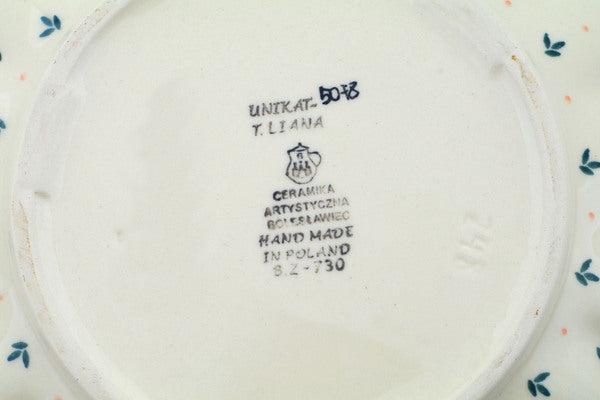 UNIKAT-5078
T. LIANA
CERAMIKA
ARTYSTYCZNA
BOLESŁAWIEC
HAND MADE
IN POLAND
B.Z-730